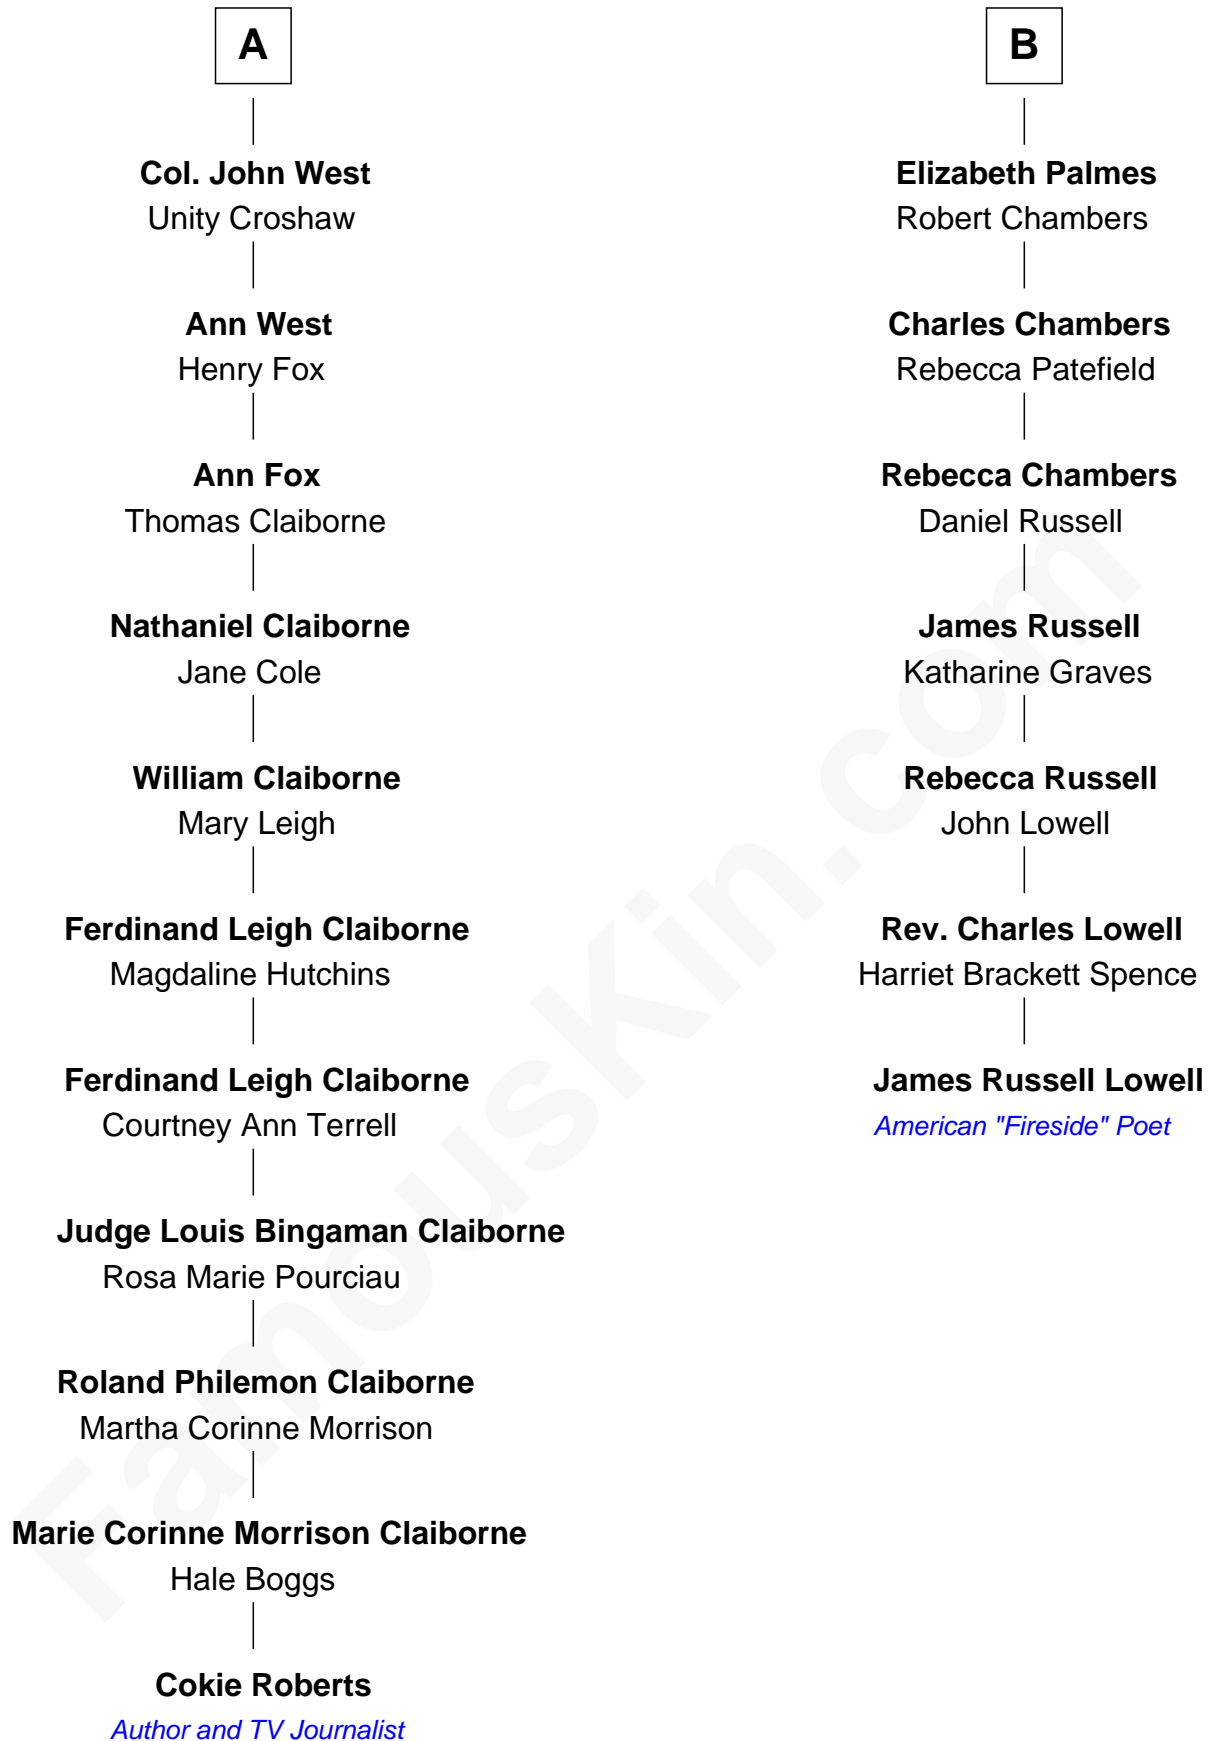 A
Col. John West
Unity Croshaw
Ann West
Henry Fox
Ann Fox
Thomas Claiborne
Nathaniel Claiborne
Jane Cole
William Claiborne
Mary Leigh
Ferdinand Leigh Claiborne
Magdaline Hutchins
Ferdinand Leigh Claiborne
Courtney Ann Terrell
Judge Louis Bingaman Claiborne
Rosa Marie Pourciau
Roland Philemon Claiborne
Martha Corinne Morrison
Marie Corinne Morrison Claiborne
Hale Boggs
Cokie Roberts
Author and TV Journalist
B
Elizabeth Palmes
Robert Chambers
Charles Chambers
Rebecca Patefield
Rebecca Chambers
Daniel Russell
James Russell
Katharine Graves
Rebecca Russell
John Lowell
Rev. Charles Lowell
Harriet Brackett Spence
James Russell Lowell
American "Fireside" Poet
FamousKin.com